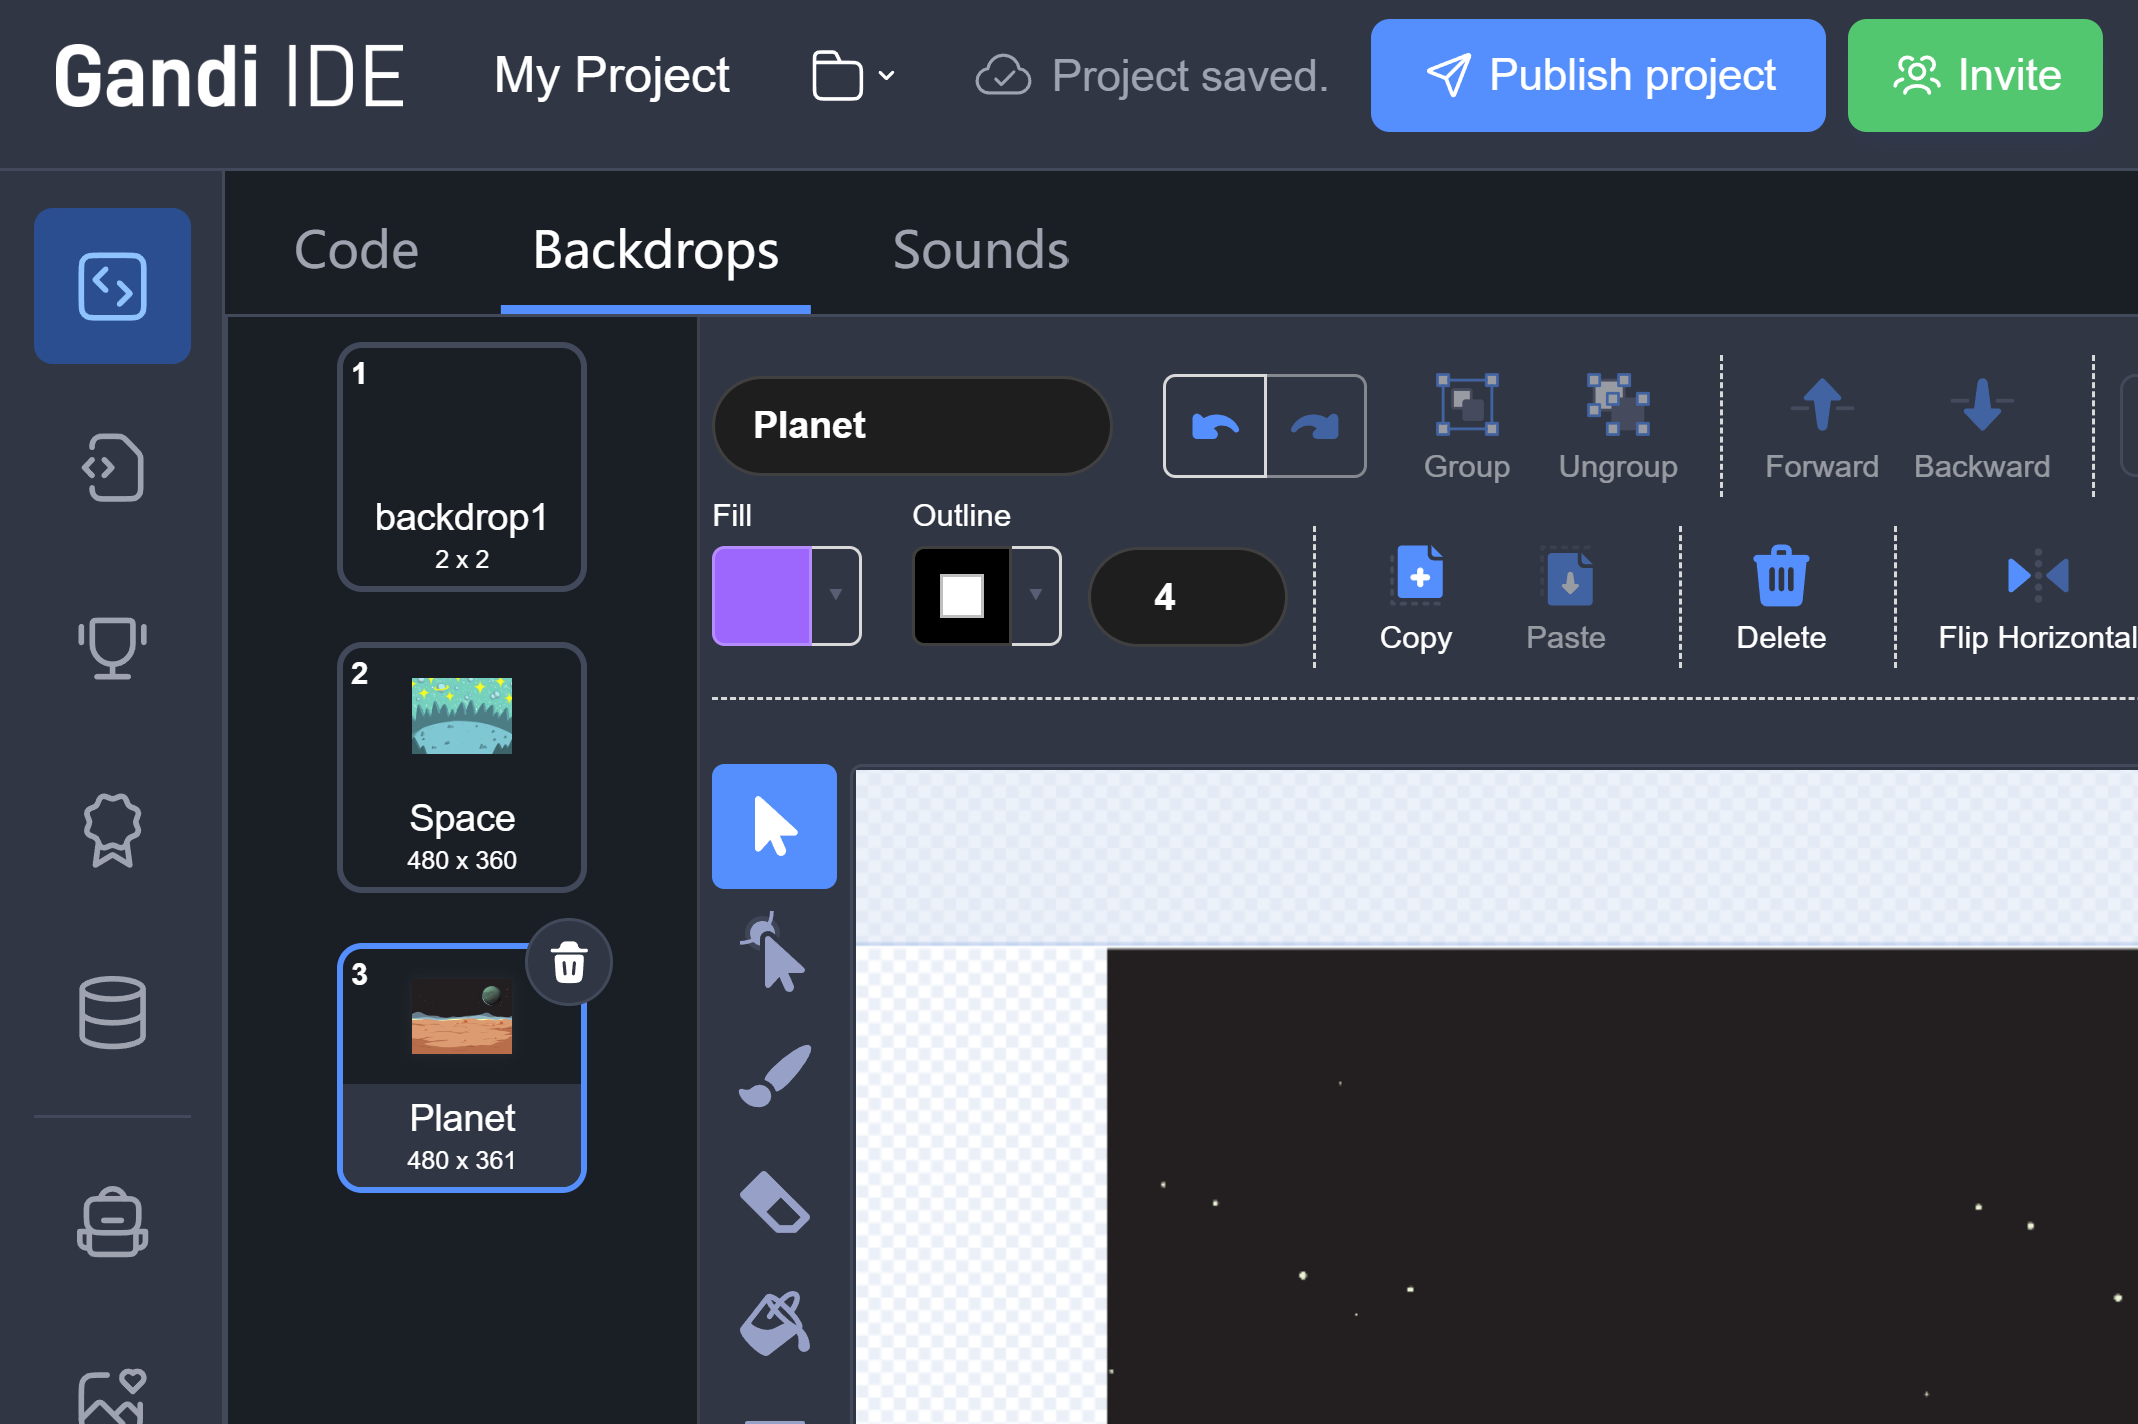 Gandi IDE
My Project
Project saved.
Publish project
Invite
Code
Backdrops
Sounds
1
backdrop1
2 x 2
2
Space
480 x 360
3
Planet
480 x 361
Planet
Group
Ungroup
Forward
Backward
Fill
Outline
4
Copy
Paste
Delete
Flip Horizontal